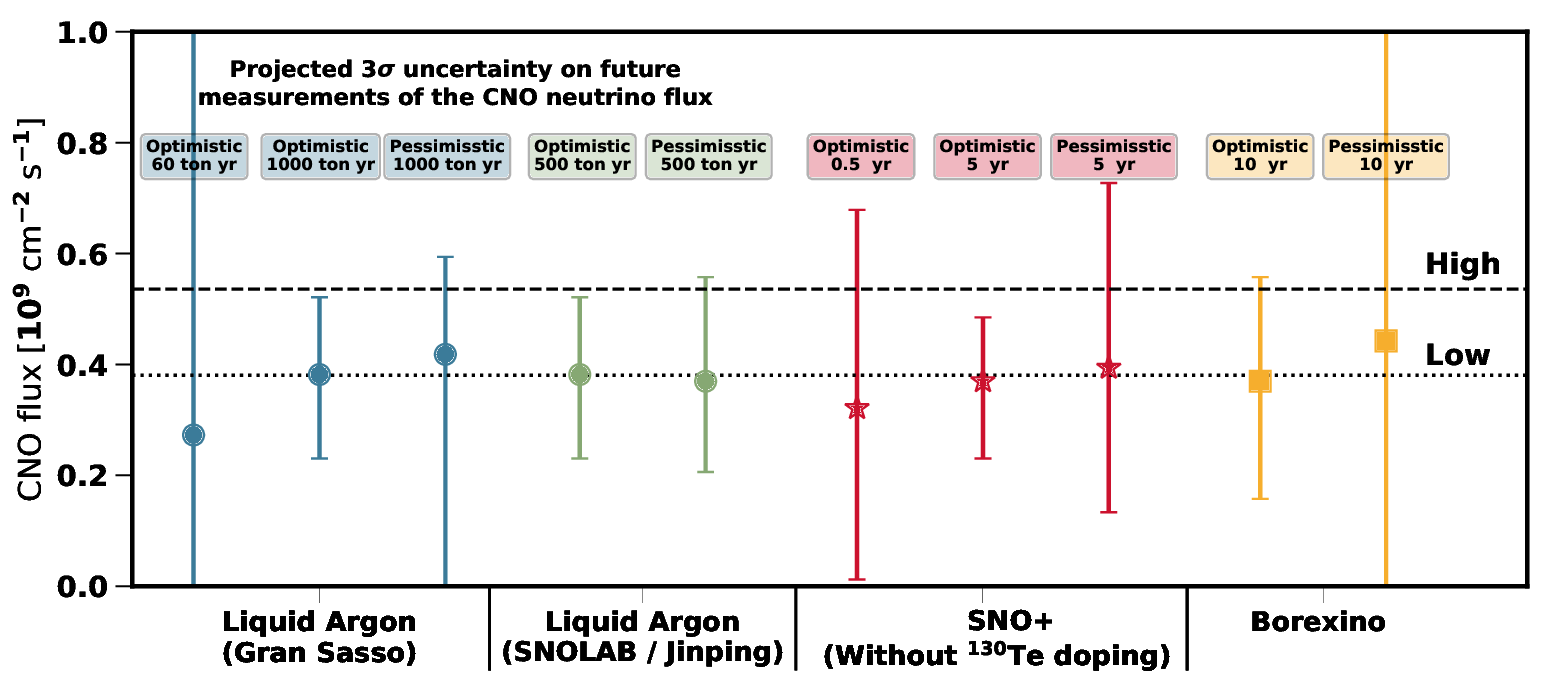 Projected 3σ uncertainty on future
measurements of the CNO neutrino flux
Optimistic
60 ton yr
Optimistic
1000 ton yr
Pessimisstic
1000 ton yr
Optimistic
500 ton yr
Pessimisstic
500 ton yr
Optimistic
0.5 yr
Optimistic
5 yr
Pessimisstic
5 yr
Optimistic
10 yr
Pessimisstic
10 yr
High
Low
CNO flux [10⁹ cm⁻² s⁻¹]
1.0
0.8
0.6
0.4
0.2
0.0
Liquid Argon
(Gran Sasso)
Liquid Argon
(SNOLAB / Jinping)
SNO+
(Without ¹³⁰Te doping)
Borexino